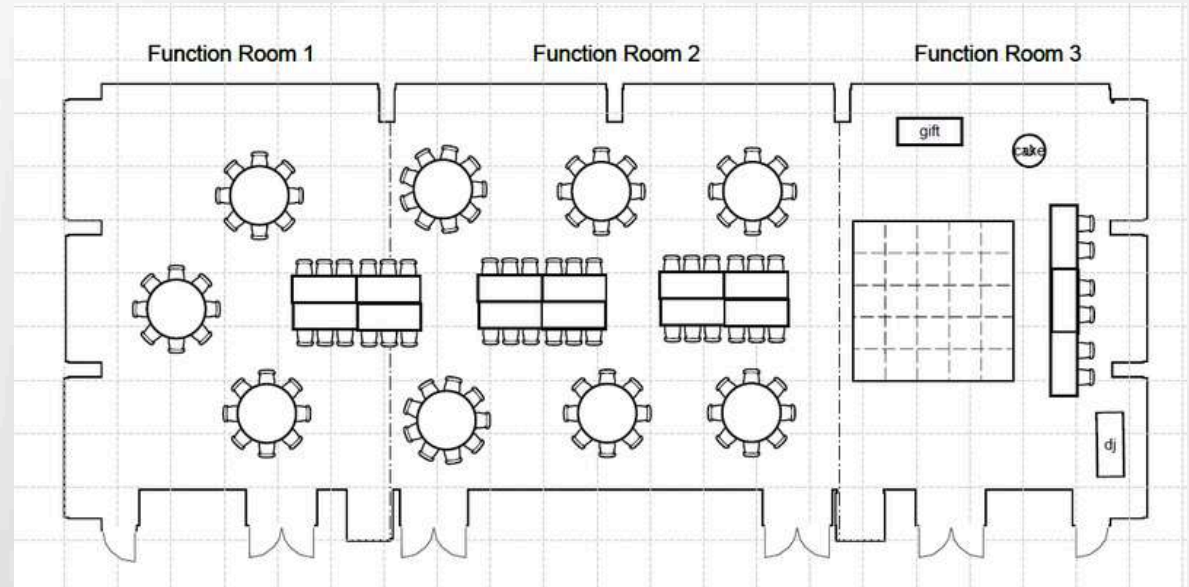 Function Room 1
Function Room 2
Function Room 3
gift
cake
dj